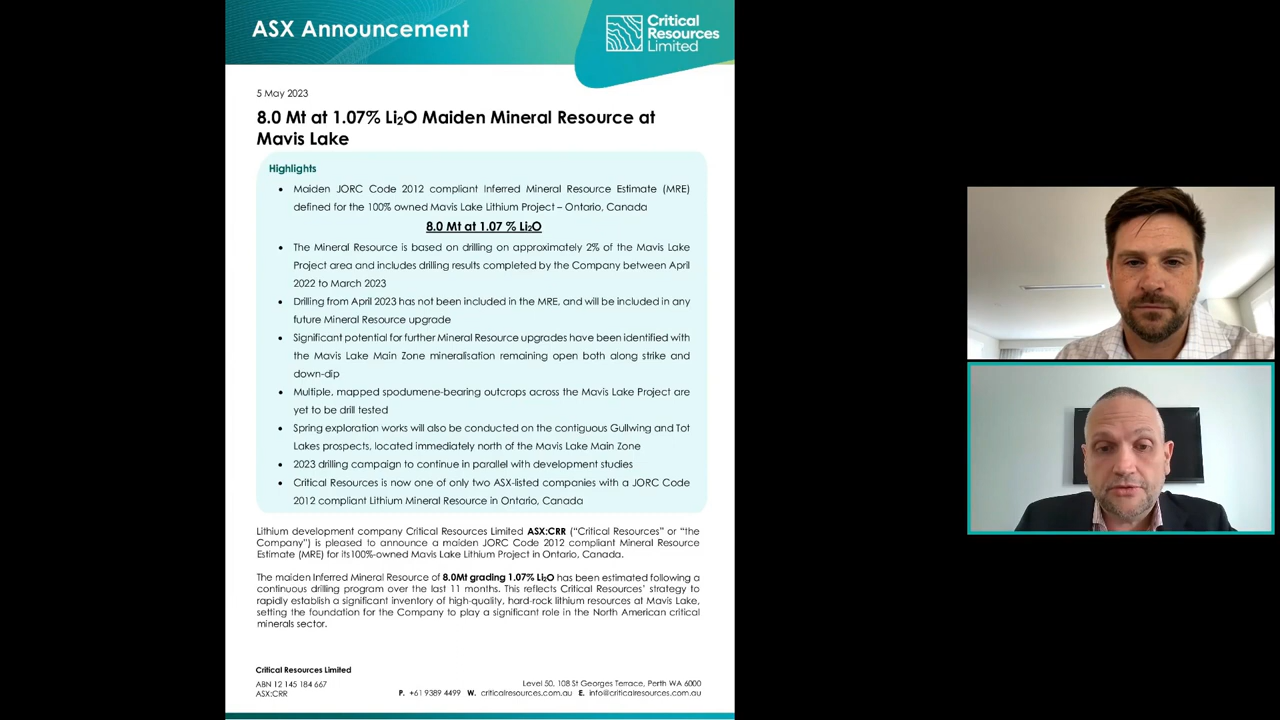 ASX Announcement
Critical
Resources
Limited
5 May 2023
8.0 Mt at 1.07% Li₂O Maiden Mineral Resource at
Mavis Lake
Highlights
• Maiden JORC Code 2012 compliant Inferred Mineral Resource Estimate (MRE)
defined for the 100% owned Mavis Lake Lithium Project – Ontario, Canada
8.0 Mt at 1.07 % Li₂O
• The Mineral Resource is based on drilling on approximately 2% of the Mavis Lake
Project area and includes drilling results completed by the Company between April
2022 to March 2023
• Drilling from April 2023 has not been included in the MRE, and will be included in any
future Mineral Resource upgrade
• Significant potential for further Mineral Resource upgrades have been identified with
the Mavis Lake Main Zone mineralisation remaining open both along strike and
down-dip
• Multiple, mapped spodumene-bearing outcrops across the Mavis Lake Project are
yet to be drill tested
• Spring exploration works will also be conducted on the contiguous Gullwing and Tot
Lakes prospects, located immediately north of the Mavis Lake Main Zone
• 2023 drilling campaign to continue in parallel with development studies
• Critical Resources is now one of only two ASX-listed companies with a JORC Code
2012 compliant Lithium Mineral Resource in Ontario, Canada
Lithium development company Critical Resources Limited ASX:CRR (“Critical Resources” or “the
Company”) is pleased to announce a maiden JORC Code 2012 compliant Mineral Resource
Estimate (MRE) for its100%-owned Mavis Lake Lithium Project in Ontario, Canada.
The maiden Inferred Mineral Resource of 8.0Mt grading 1.07% Li₂O has been estimated following a
continuous drilling program over the last 11 months. This reflects Critical Resources’ strategy to
rapidly establish a significant inventory of high-quality, hard-rock lithium resources at Mavis Lake,
setting the foundation for the Company to play a significant role in the North American critical
minerals sector.
Critical Resources Limited
ABN 12 145 184 667 Level 50, 108 St Georges Terrace, Perth WA 6000
ASX:CRR P. +61 9389 4499 W. criticalresources.com.au E. info@criticalresources.com.au